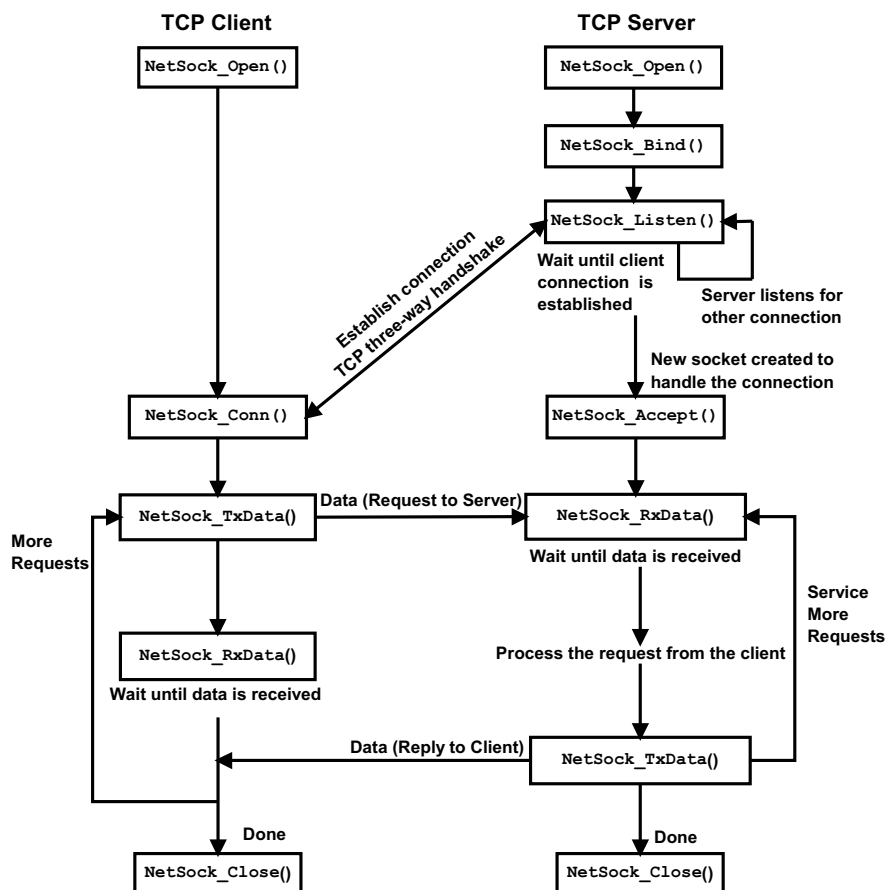 TCP Client
TCP Server
NetSock_Open()
NetSock_Open()
NetSock_Bind()
NetSock_Listen()
Wait until client
connection is
established
Server listens for
other connection
Establish connection
TCP three-way handshake
New socket created to
handle the connection
NetSock_Conn()
NetSock_Accept()
Data (Request to Server)
NetSock_TxData()
NetSock_RxData()
More
Requests
Wait until data is received
Service
More
Requests
NetSock_RxData()
Process the request from the client
Wait until data is received
Data (Reply to Client)
NetSock_TxData()
Done
Done
NetSock_Close()
NetSock_Close()